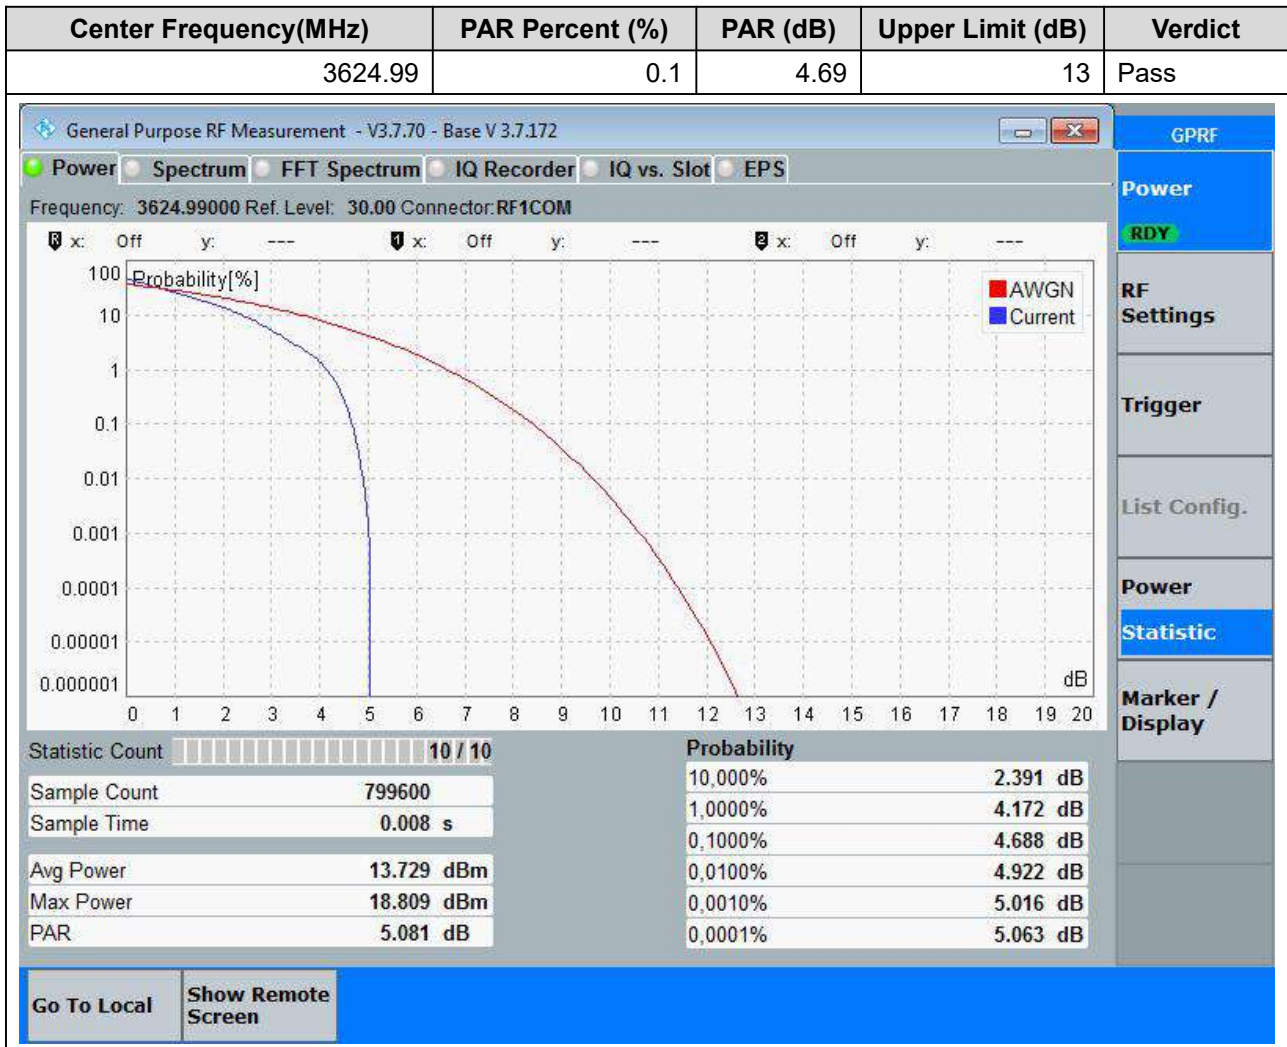 Center Frequency(MHz) PAR Percent (%) PAR (dB) Upper Limit (dB) Verdict
3624.99 0.1 4.69 13 Pass
General Purpose RF Measurement - V3.7.70 - Base V 3.7.172
GPRF
Power Spectrum FFT Spectrum IQ Recorder IQ vs. Slot EPS
Power
RDY
Frequency: 3624.99000 Ref. Level: 30.00 Connector: RF1COM
R x: Off y: --- 1 x: Off y: --- 2 x: Off y: ---
Probability[%]
AWGN
Current
100
10
1
0.1
0.01
0.001
0.0001
0.00001
0.000001
dB
0 1 2 3 4 5 6 7 8 9 10 11 12 13 14 15 16 17 18 19 20
RF
Settings
Trigger
List Config.
Power
Statistic
Marker /
Display
Statistic Count 10 / 10
Sample Count 799600
Sample Time 0.008 s
Avg Power 13.729 dBm
Max Power 18.809 dBm
PAR 5.081 dB
Probability
10,000% 2.391 dB
1,0000% 4.172 dB
0,1000% 4.688 dB
0,0100% 4.922 dB
0,0010% 5.016 dB
0,0001% 5.063 dB
Go To Local
Show Remote
Screen